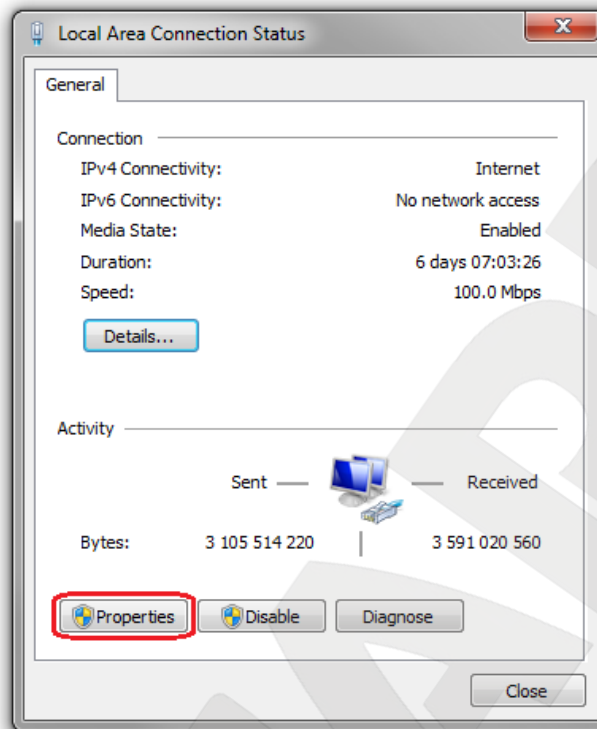 Local Area Connection Status
General
Connection
IPv4 Connectivity: Internet
IPv6 Connectivity: No network access
Media State: Enabled
Duration: 6 days 07:03:26
Speed: 100.0 Mbps
Details...
Activity
Sent Received
Bytes: 3 105 514 220 3 591 020 560
Properties Disable Diagnose
Close